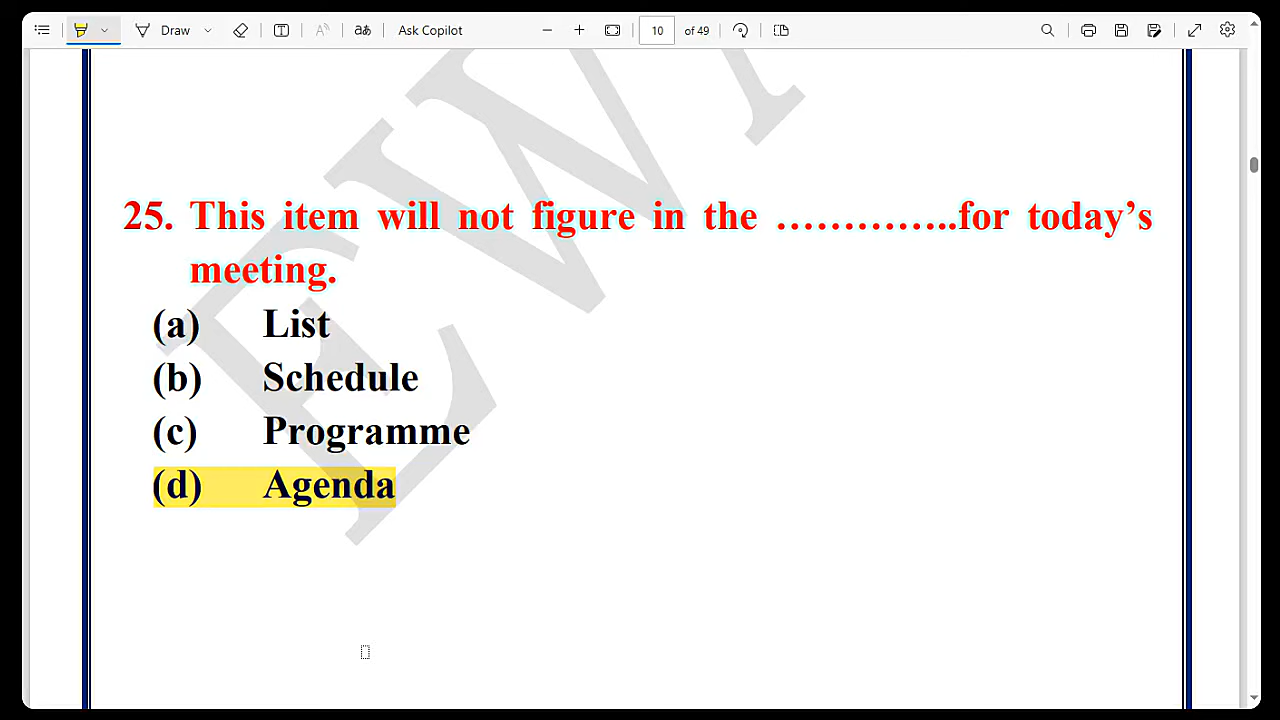 Draw
Ask Copilot
10 of 49
25. This item will not figure in the …………..for today’s
meeting.
(a) List
(b) Schedule
(c) Programme
(d) Agenda